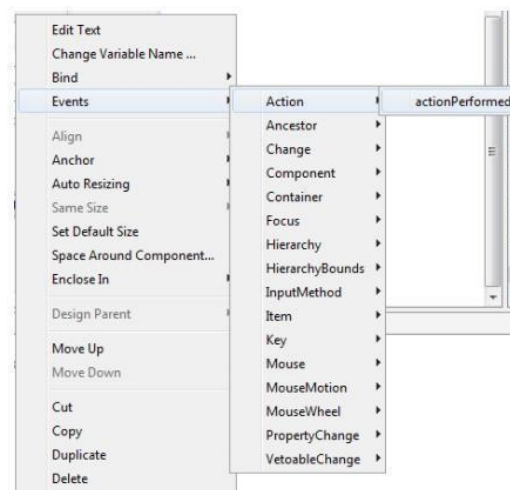 Edit Text
Change Variable Name ...
Bind
Events
Align
Anchor
Auto Resizing
Same Size
Set Default Size
Space Around Component...
Enclose In
Design Parent
Move Up
Move Down
Cut
Copy
Duplicate
Delete
Action
Ancestor
Change
Component
Container
Focus
Hierarchy
HierarchyBounds
InputMethod
Item
Key
Mouse
MouseMotion
MouseWheel
PropertyChange
VetoableChange
actionPerformed